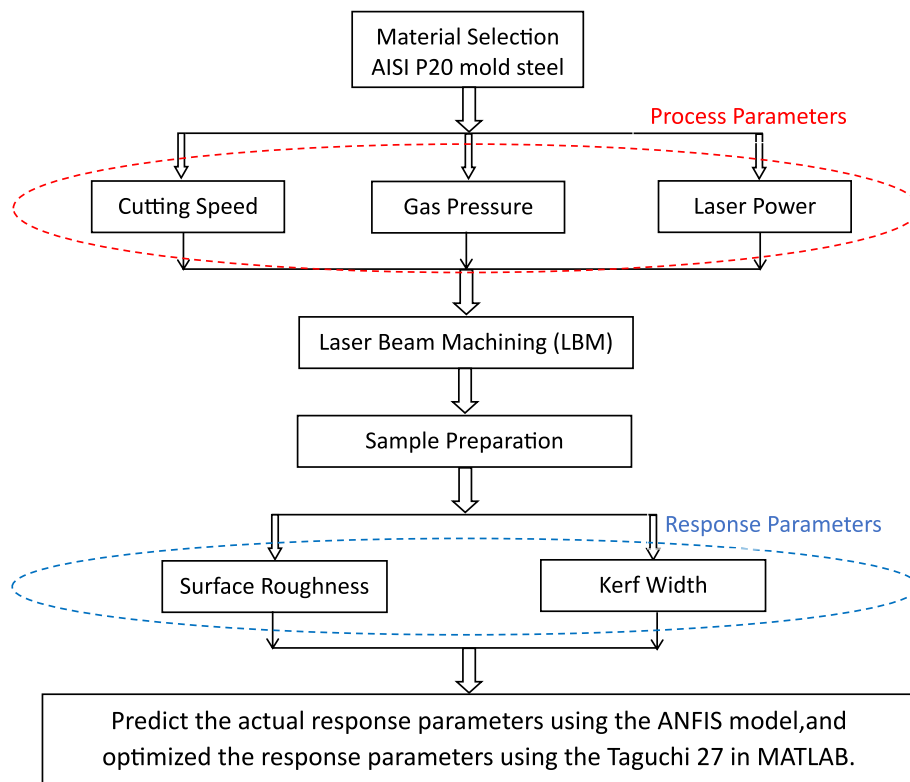 Material Selection
AISI P20 mold steel
Process Parameters
Cutting Speed
Gas Pressure
Laser Power
Laser Beam Machining (LBM)
Sample Preparation
Response Parameters
Surface Roughness
Kerf Width
Predict the actual response parameters using the ANFIS model,and
optimized the response parameters using the Taguchi 27 in MATLAB.